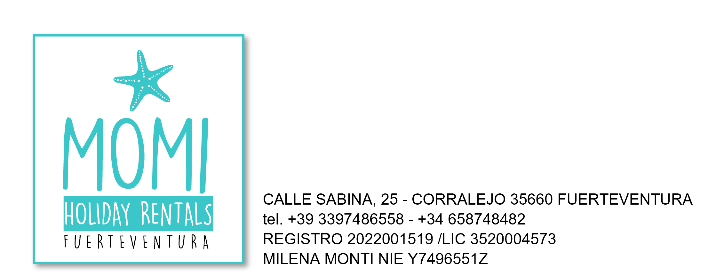 MOMI
HOLIDAY RENTALS
FUERTEVENTURA
CALLE SABINA, 25 - CORRALEJO 35660 FUERTEVENTURA
tel. +39 3397486558 - +34 658748482
REGISTRO 2022001519 /LIC 3520004573
MILENA MONTI NIE Y7496551Z